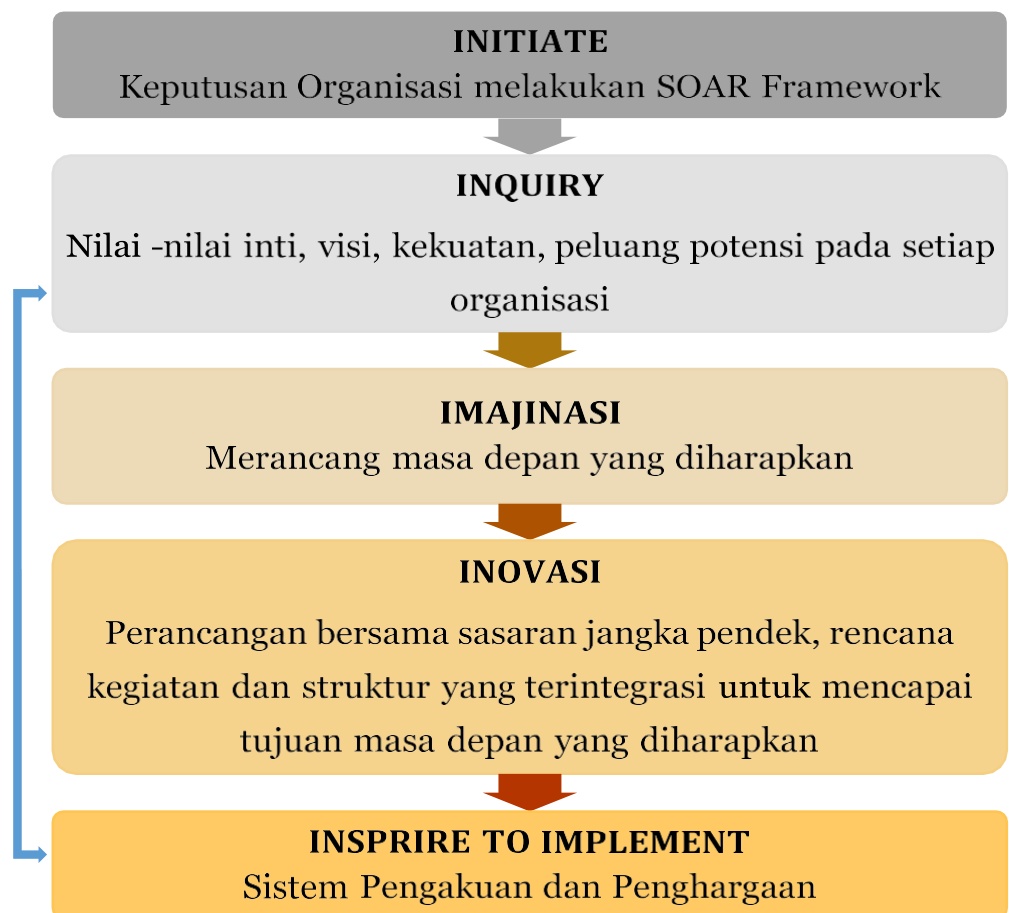 INITIATE
Keputusan Organisasi melakukan SOAR Framework
INQUIRY
Nilai -nilai inti, visi, kekuatan, peluang potensi pada setiap
organisasi
IMAJINASI
Merancang masa depan yang diharapkan
INOVASI
Perancangan bersama sasaran jangka pendek, rencana
kegiatan dan struktur yang terintegrasi untuk mencapai
tujuan masa depan yang diharapkan
INSPRIRE TO IMPLEMENT
Sistem Pengakuan dan Penghargaan